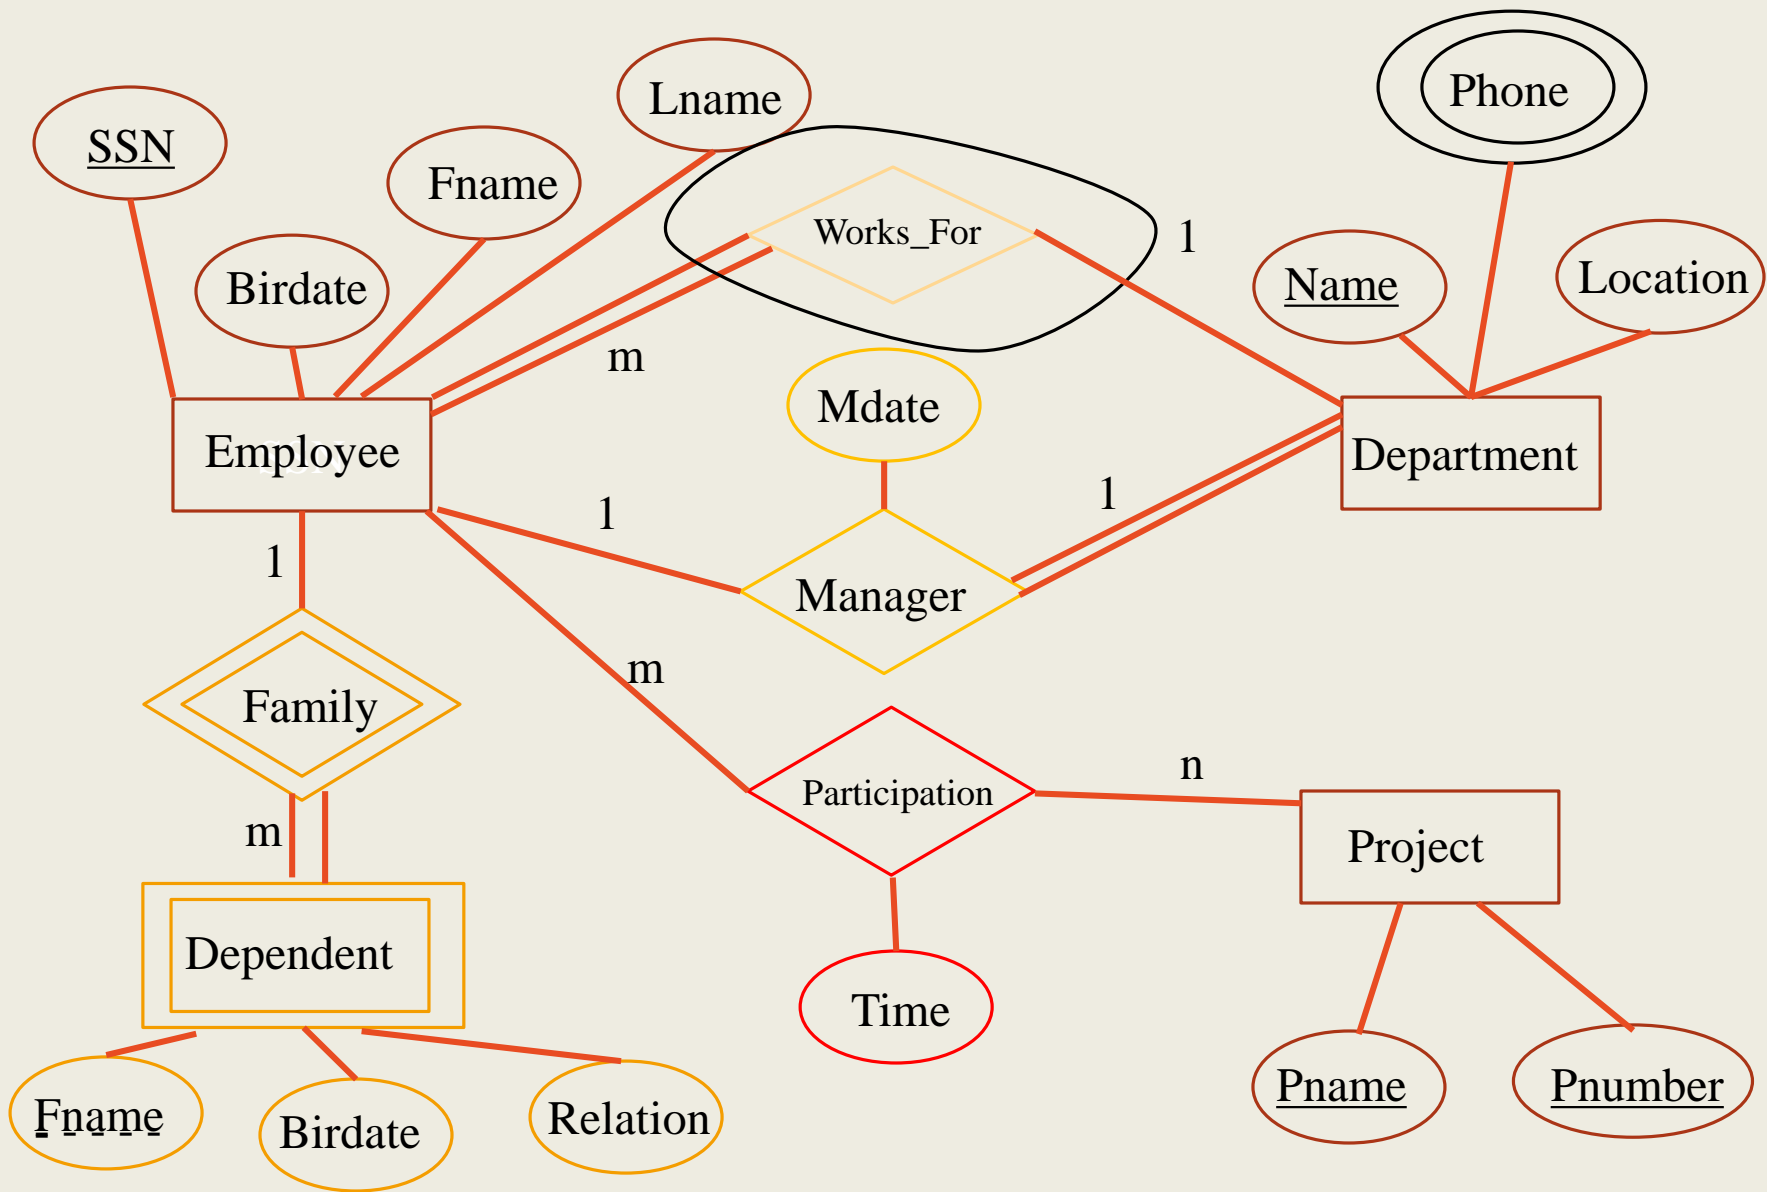 Lname
Phone
SSN
Fname
Works_For
1
Name
Location
Birdate
m
Mdate
Employee
Department
1
1
1
Manager
m
Family
n
Participation
m
Project
Dependent
Time
Pname
Pnumber
Fname
Birdate
Relation